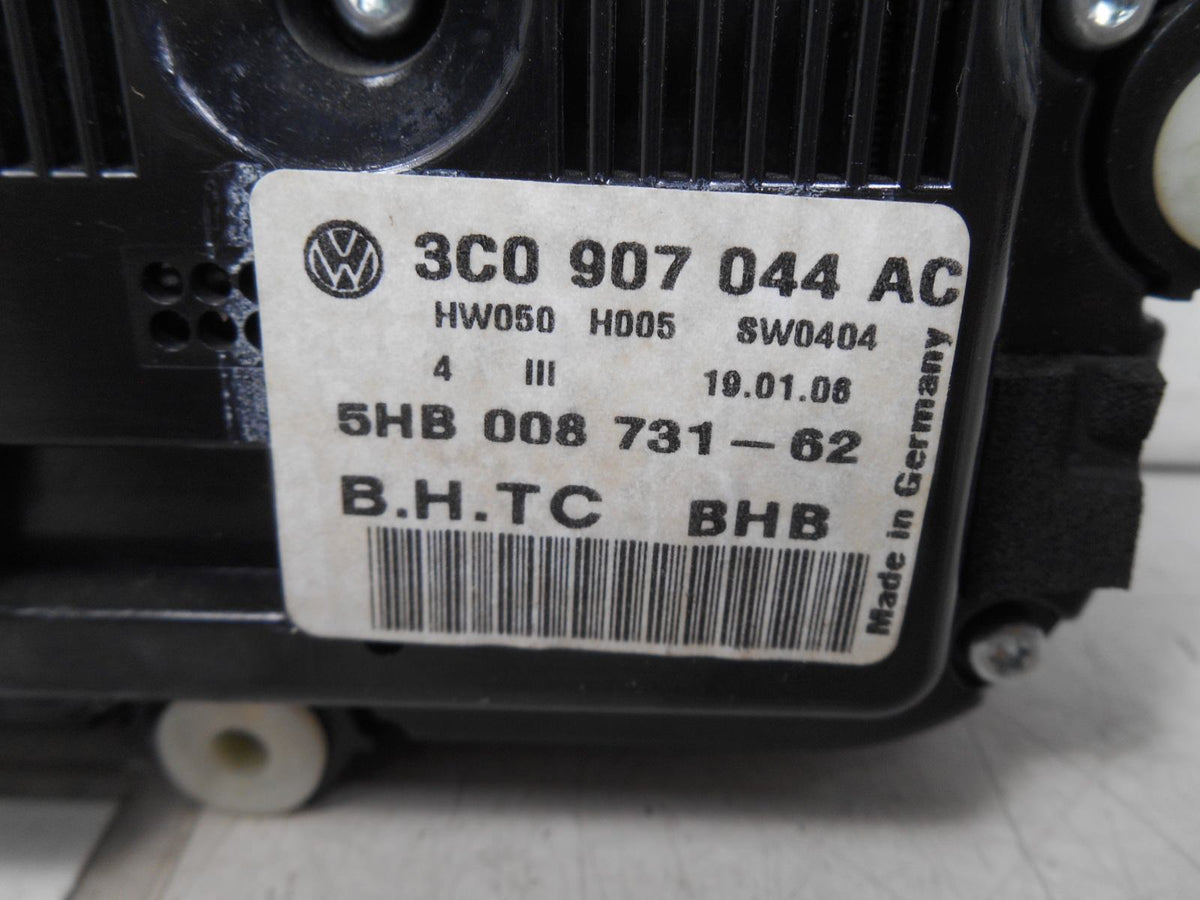 3C0 907 044 AC
HW050 H005 SW0404
4 III 19.01.06
5HB 008 731-62
B.H.TC BHB
Made in Germany